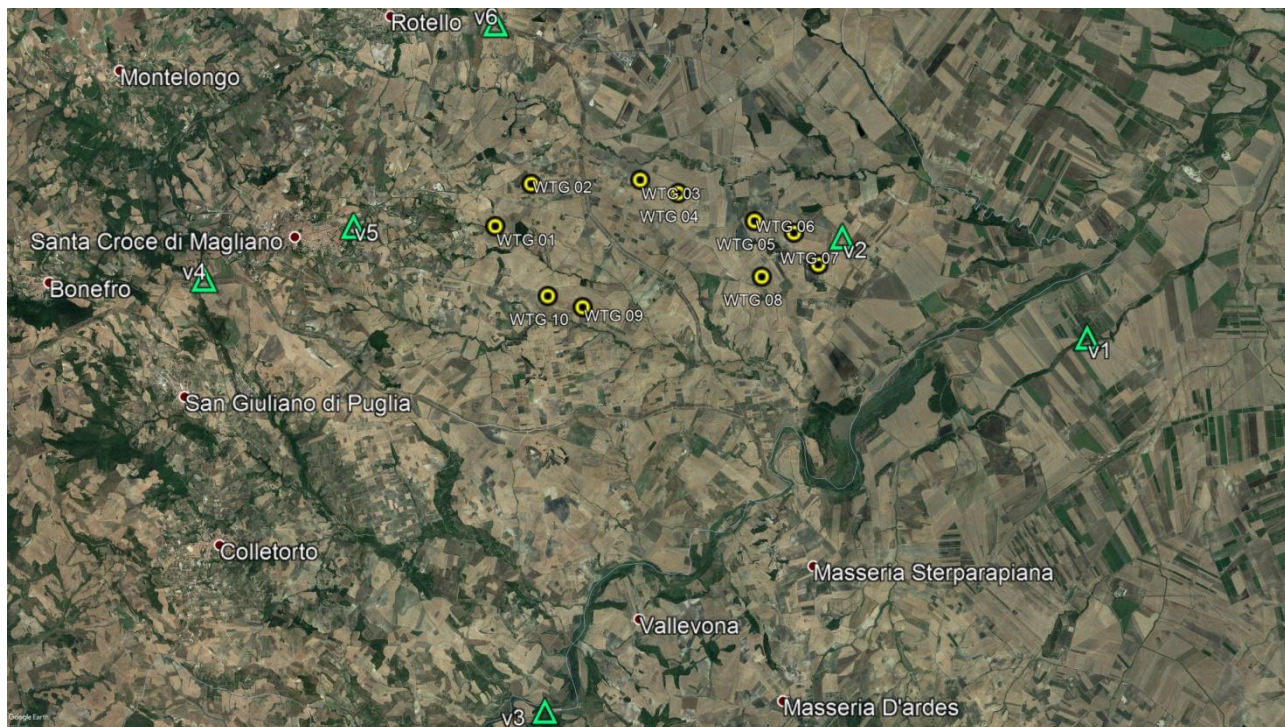 v6
Rotello
Montelongo
WTG 02
WTG 03
WTG 04
WTG 01
WTG 06
WTG 05
v5
Santa Croce di Magliano
v2
WTG 07
v4
Bonefro
WTG 08
WTG 10
WTG 09
v1
San Giuliano di Puglia
Colletorto
Masseria Sterparapiana
Vallevona
v3
Masseria D'ardes
Google Earth